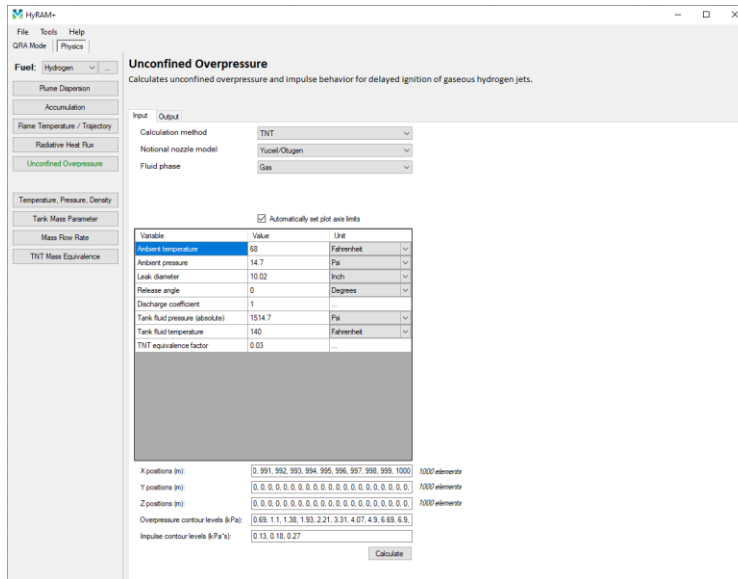 HyRAM+
File Tools Help
QRA Mode Physics
Fuel: Hydrogen ...
Plume Dispersion
Accumulation
Flame Temperature / Trajectory
Radiative Heat Flux
Unconfined Overpressure
Temperature, Pressure, Density
Tank Mass Parameter
Mass Flow Rate
TNT Mass Equivalence
Unconfined Overpressure
Calculates unconfined overpressure and impulse behavior for delayed ignition of gaseous hydrogen jets.
Input Output
Calculation method TNT
Notional nozzle model Yuceil/Otugen
Fluid phase Gas
Automatically set plot axis limits
Variable Value Unit
Ambient temperature 68 Fahrenheit
Ambient pressure 14.7 Psi
Leak diameter 10.02 Inch
Release angle 0 Degrees
Discharge coefficient 1 ...
Tank fluid pressure (absolute) 1514.7 Psi
Tank fluid temperature 140 Fahrenheit
TNT equivalence factor 0.03 ...
X positions (m): 0, 991, 992, 993, 994, 995, 996, 997, 998, 999, 1000 1000 elements
Y positions (m): 0, 0, 0, 0, 0, 0, 0, 0, 0, 0, 0, 0, 0, 0, 0, 0, 0, 0, 0, 0, 1000 elements
Z positions (m): 0, 0, 0, 0, 0, 0, 0, 0, 0, 0, 0, 0, 0, 0, 0, 0, 0, 0, 0, 0, 1000 elements
Overpressure contour levels (kPa): 0.69, 1.1, 1.38, 1.93, 2.21, 3.31, 4.07, 4.9, 6.69, 6.9,
Impulse contour levels (kPa*s): 0.13, 0.18, 0.27
Calculate